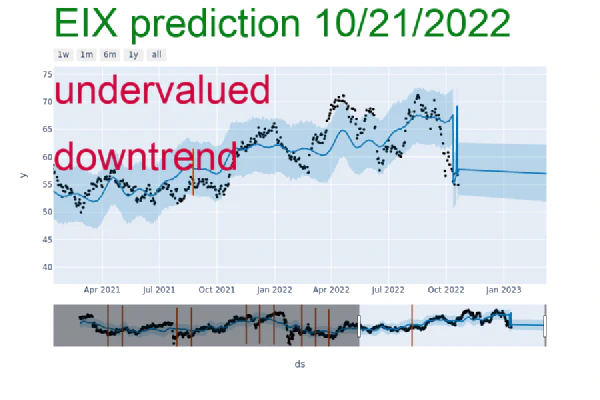 EIX prediction 10/21/2022
1w 1m 6m 1y all
undervalued
downtrend
75
70
65
60
55
50
45
40
y
Apr 2021 Jul 2021 Oct 2021 Jan 2022 Apr 2022 Jul 2022 Oct 2022 Jan 2023
ds